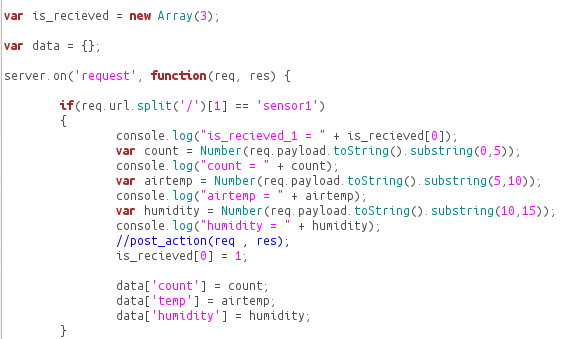 var is_recieved = new Array(3);
var data = {};
server.on('request', function(req, res) {
if(req.url.split('/')[1] == 'sensor1')
{
console.log("is_recieved_1 = " + is_recieved[0]);
var count = Number(req.payload.toString().substring(0,5));
console.log("count = " + count);
var airtemp = Number(req.payload.toString().substring(5,10));
console.log("airtemp = " + airtemp);
var humidity = Number(req.payload.toString().substring(10,15));
console.log("humidity = " + humidity);
//post_action(req , res);
is_recieved[0] = 1;
data['count'] = count;
data['temp'] = airtemp;
data['humidity'] = humidity;
}